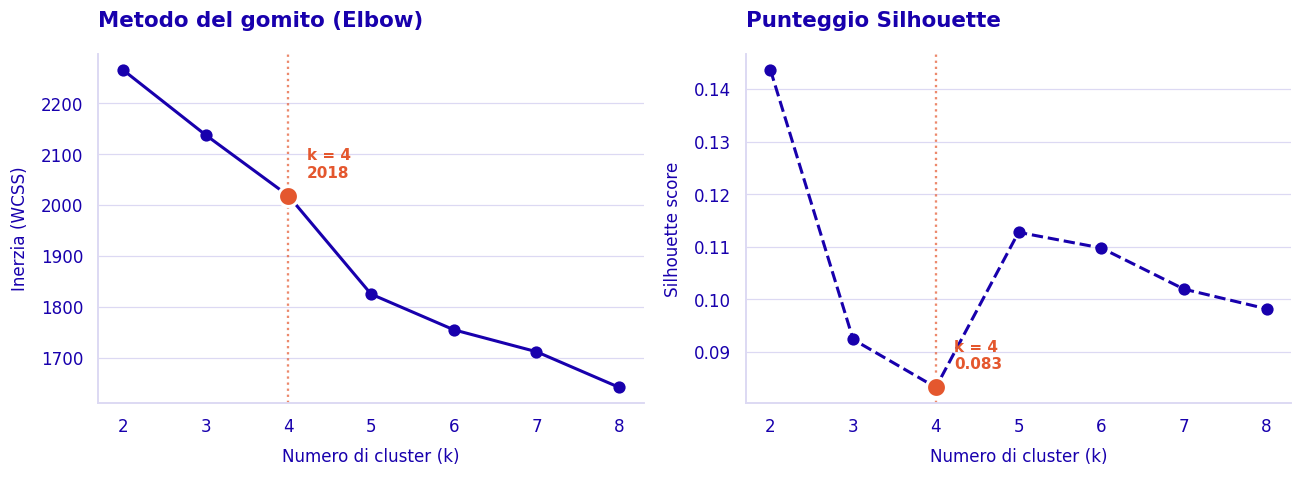 Metodo del gomito (Elbow)
Inerzia (WCSS)
2200
2100
2000
1900
1800
1700
k = 4
2018
2 3 4 5 6 7 8
Numero di cluster (k)
Punteggio Silhouette
Silhouette score
0.14
0.13
0.12
0.11
0.10
0.09
k = 4
0.083
2 3 4 5 6 7 8
Numero di cluster (k)